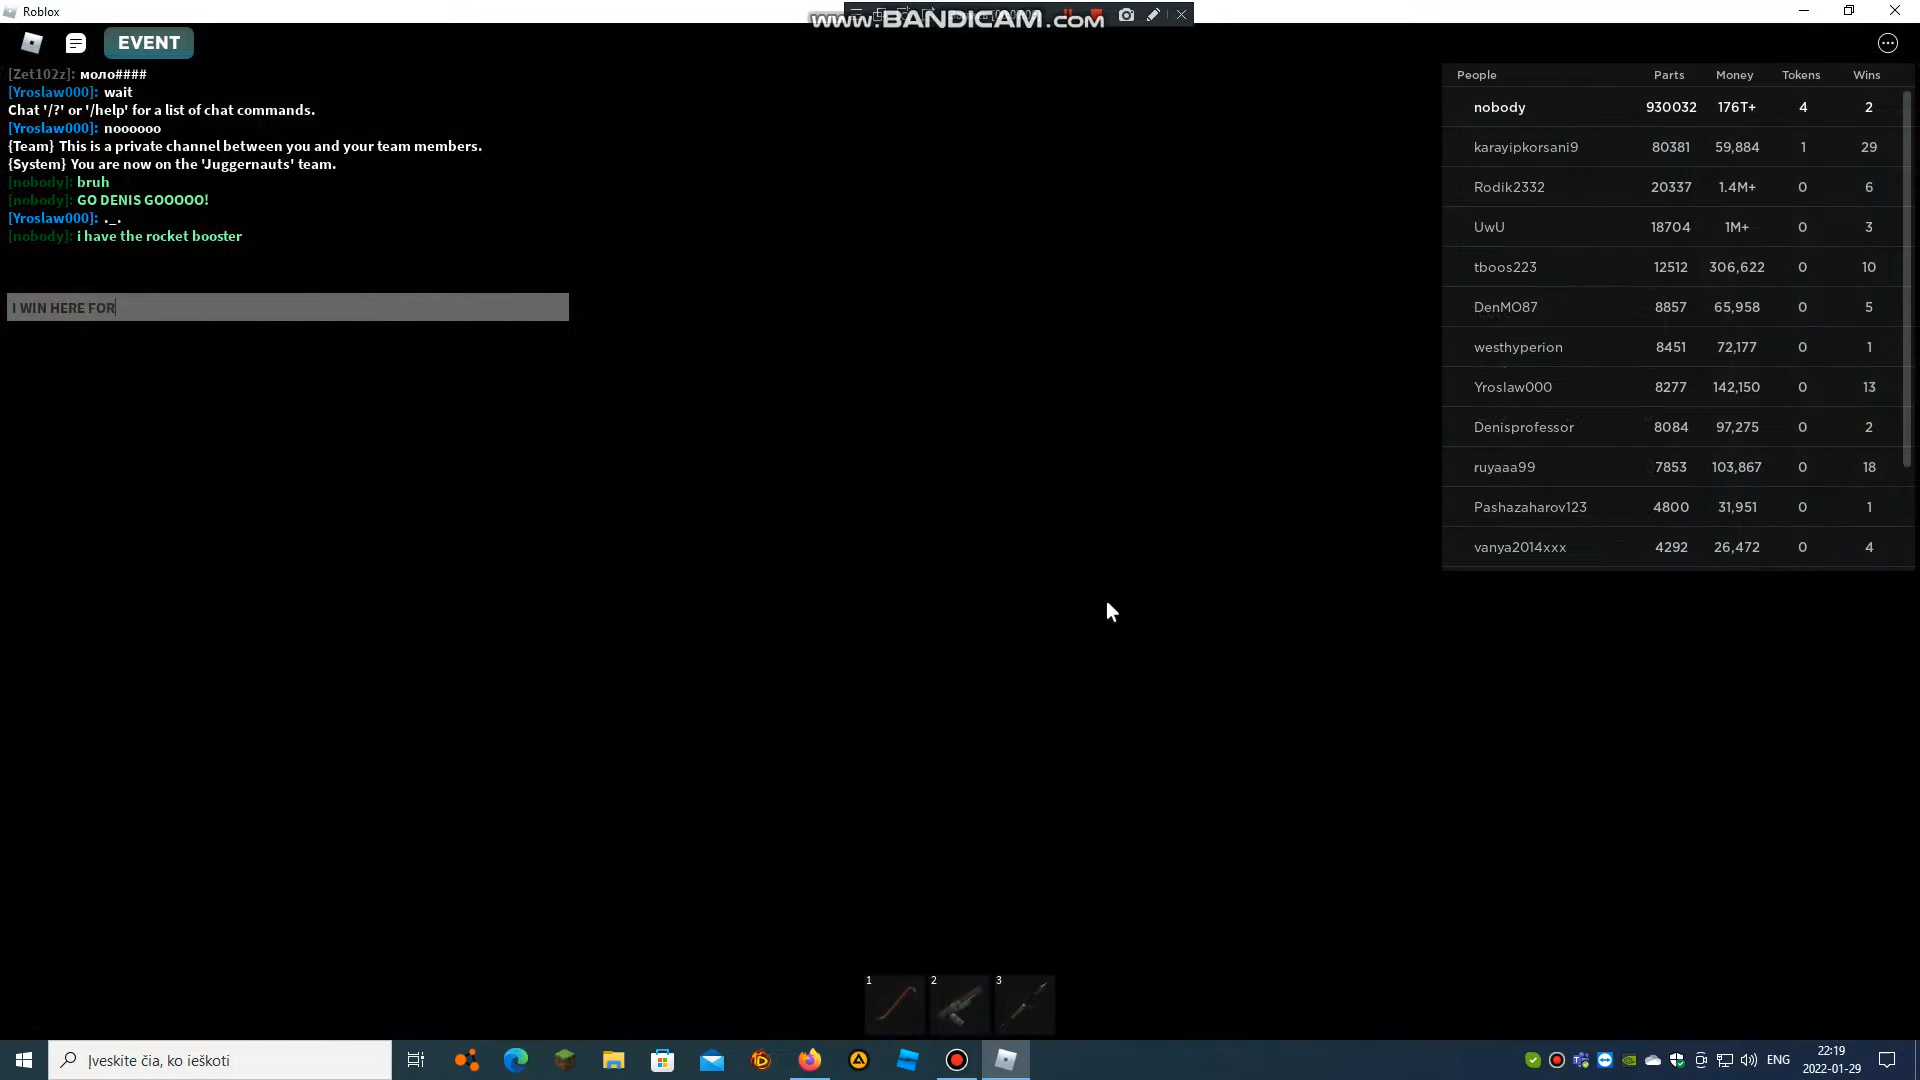 Roblox
www.BANDICAM.com
EVENT
[Zet102z]: моло####
[Yroslaw000]: wait
Chat '/?' or '/help' for a list of chat commands.
[Yroslaw000]: noooooo
{Team} This is a private channel between you and your team members.
{System} You are now on the 'Juggernauts' team.
[nobody]: bruh
[nobody]: GO DENIS GOOOOO!
[Yroslaw000]: ._.
[nobody]: i have the rocket booster
I WIN HERE FOR
People Parts Money Tokens Wins
nobody 930032 176T+ 4 2
karayipkorsani9 80381 59,884 1 29
Rodik2332 20337 1.4M+ 0 6
UwU 18704 1M+ 0 3
tboos223 12512 306,622 0 10
DenMO87 8857 65,958 0 5
westhyperion 8451 72,177 0 1
Yroslaw000 8277 142,150 0 13
Denisprofessor 8084 97,275 0 2
ruyaaa99 7853 103,867 0 18
Pashazaharov123 4800 31,951 0 1
vanya2014xxx 4292 26,472 0 4
1 2 3
Įveskite čia, ko ieškoti
ENG
22:19
2022-01-29